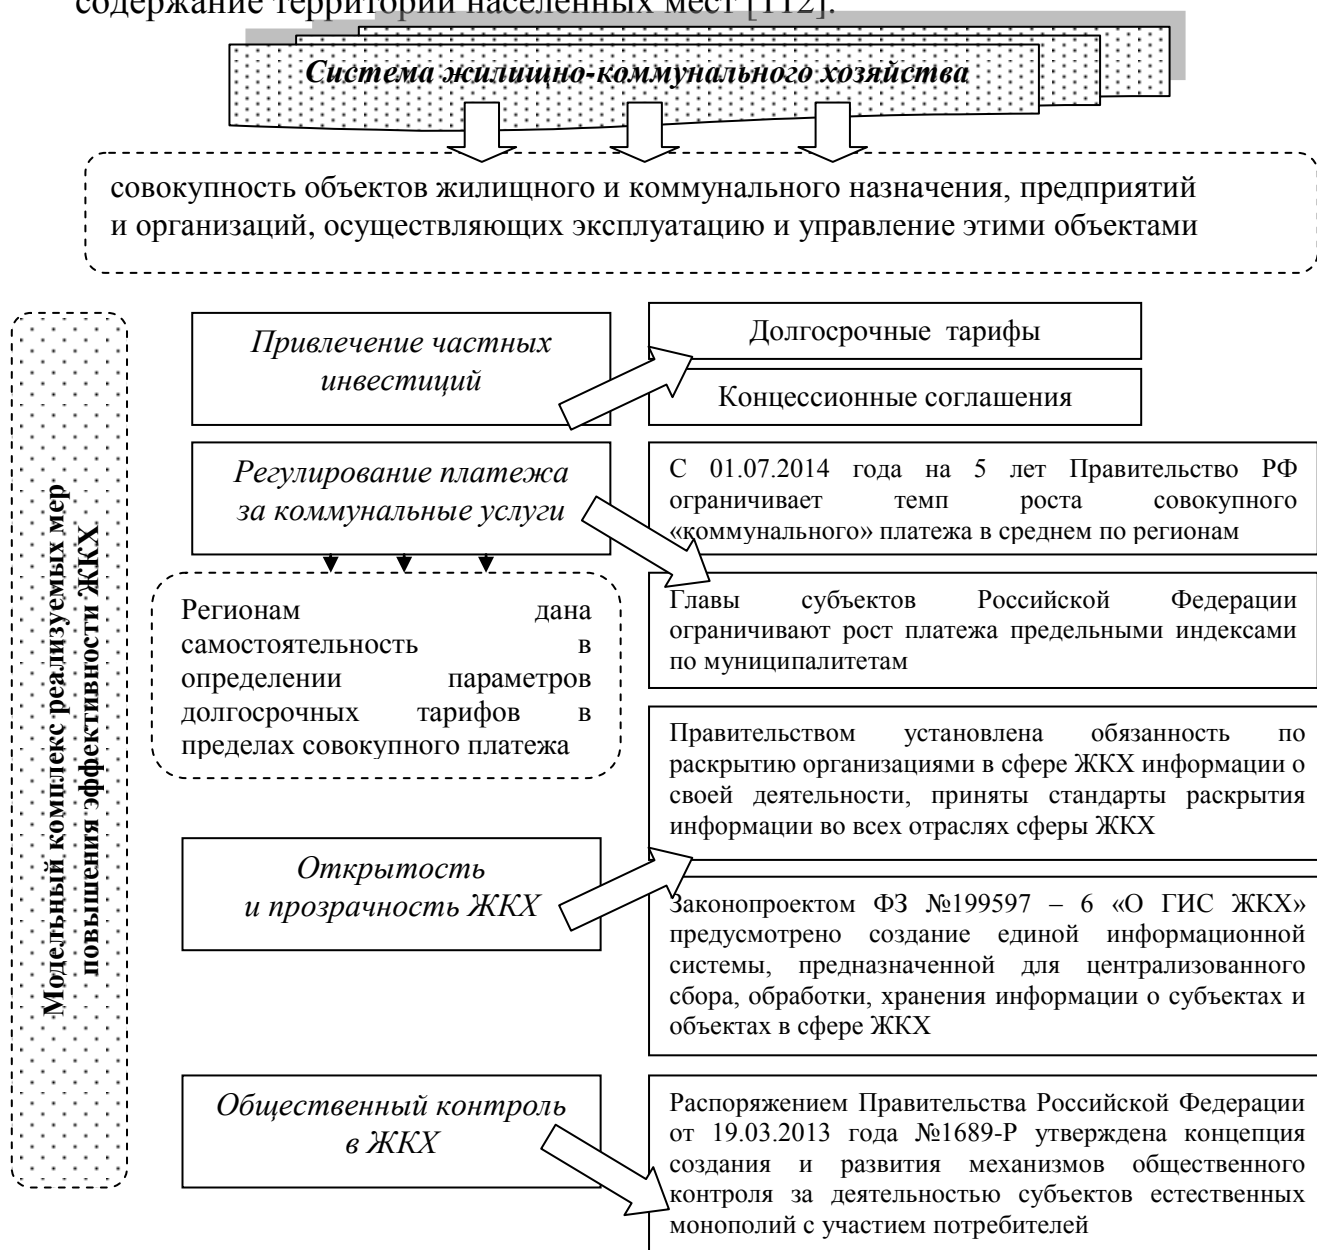 содержание территорий населенных мест [112].
Система жилищно-коммунального хозяйства
совокупность объектов жилищного и коммунального назначения, предприятий
и организаций, осуществляющих эксплуатацию и управление этими объектами
Модельный комплекс реализуемых мер
повышения эффективности ЖКХ
Привлечение частных
инвестиций
Долгосрочные тарифы
Концессионные соглашения
Регулирование платежа
за коммунальные услуги
С 01.07.2014 года на 5 лет Правительство РФ
ограничивает темп роста совокупного
«коммунального» платежа в среднем по регионам
Главы субъектов Российской Федерации
ограничивают рост платежа предельными индексами
по муниципалитетам
Регионам дана
самостоятельность в
определении параметров
долгосрочных тарифов в
пределах совокупного платежа
Открытость
и прозрачность ЖКХ
Правительством установлена обязанность по
раскрытию организациями в сфере ЖКХ информации о
своей деятельности, приняты стандарты раскрытия
информации во всех отраслях сферы ЖКХ
Законопроектом ФЗ №199597 – 6 «О ГИС ЖКХ»
предусмотрено создание единой информационной
системы, предназначенной для централизованного
сбора, обработки, хранения информации о субъектах и
объектах в сфере ЖКХ
Общественный контроль
в ЖКХ
Распоряжением Правительства Российской Федерации
от 19.03.2013 года №1689-Р утверждена концепция
создания и развития механизмов общественного
контроля за деятельностью субъектов естественных
монополий с участием потребителей